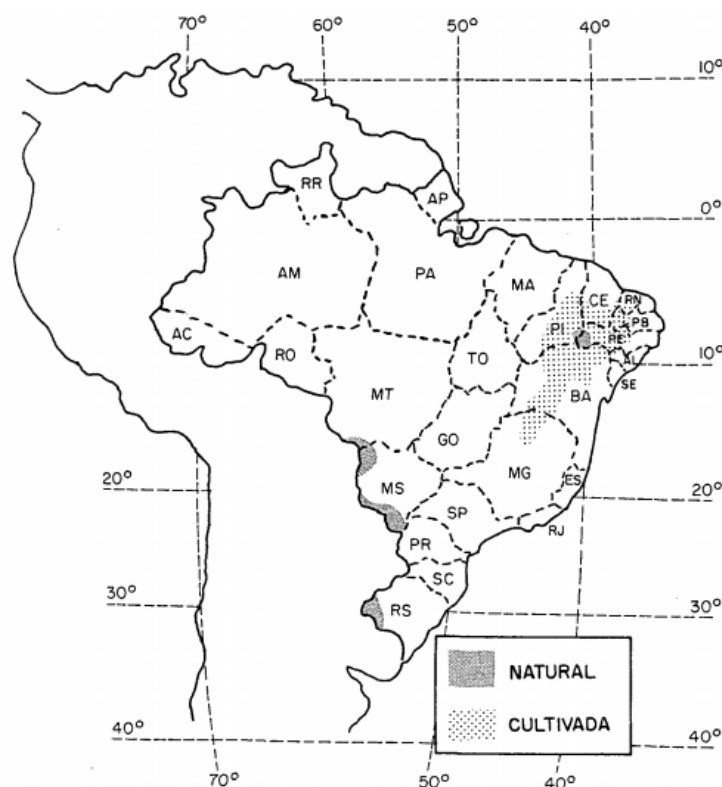 70°
60°
50°
40°
10°
RR
AP
0°
AM
PA
MA
CE
RN
PI
PB
PE
AC
RO
TO
AL
10°
SE
MT
BA
GO
MS
MG
ES
20°
20°
SP
RJ
PR
SC
30°
RS
30°
NATURAL
CULTIVADA
40°
40°
70°
50°
40°